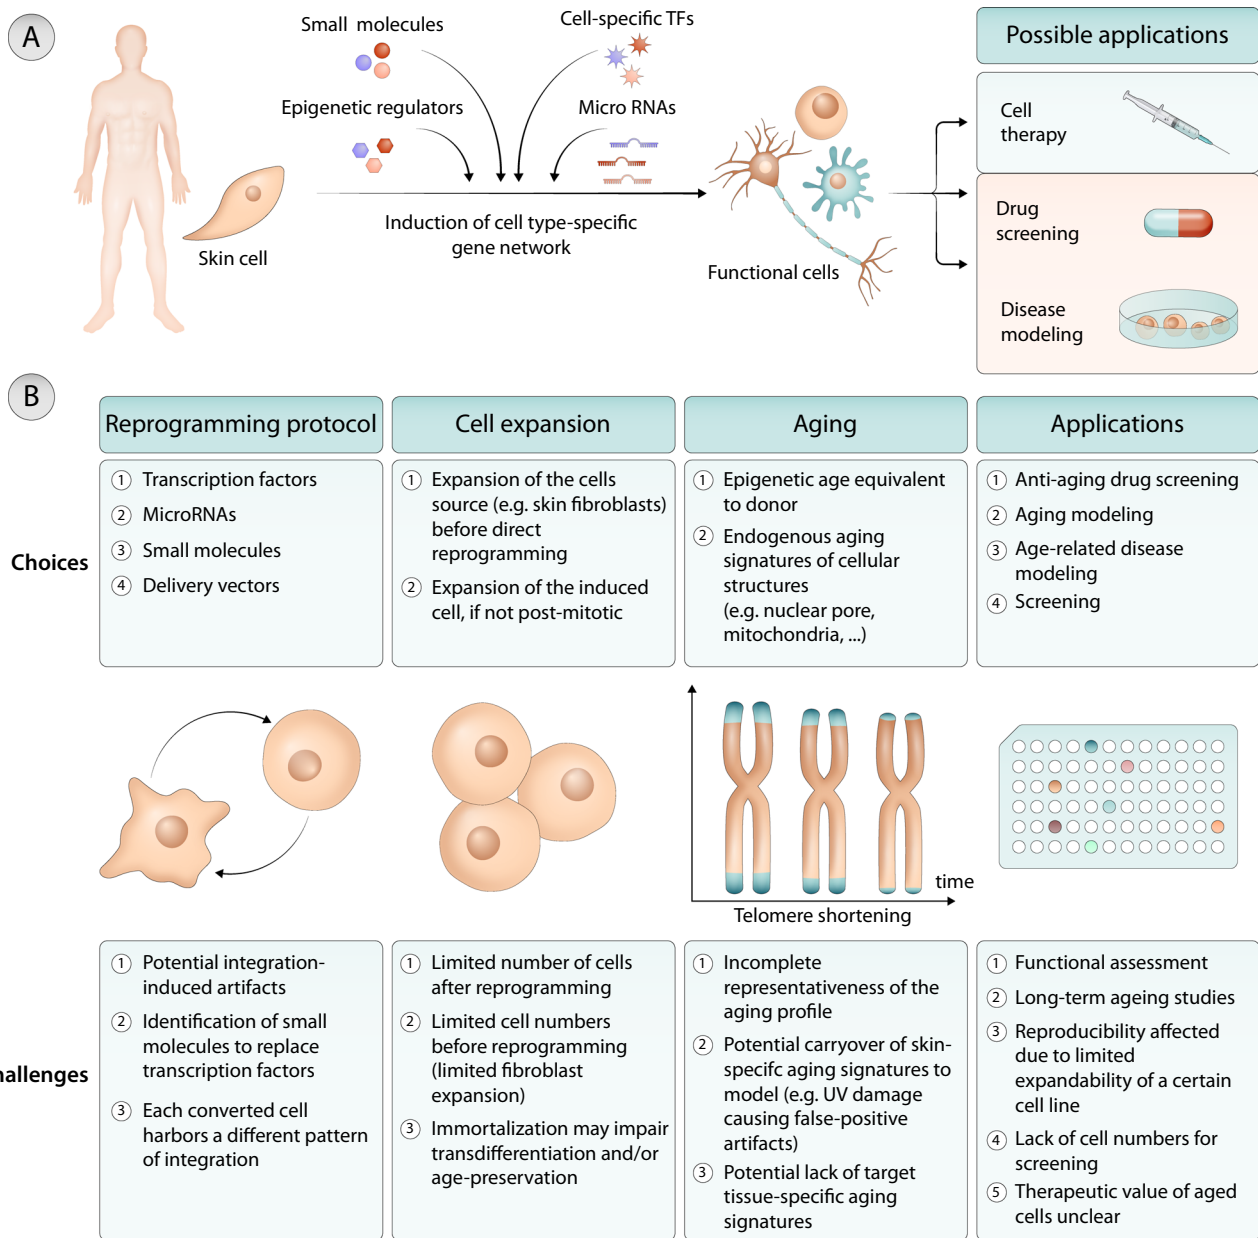 A
Small molecules
Cell-specific TFs
Epigenetic regulators
Micro RNAs
Skin cell
Induction of cell type-specific
gene network
Functional cells
Possible applications
Cell
therapy
Drug
screening
Disease
modeling
B
Reprogramming protocol
Cell expansion
Aging
Applications
Choices
1 Transcription factors
2 MicroRNAs
3 Small molecules
4 Delivery vectors
1 Expansion of the cells
source (e.g. skin fibroblasts)
before direct
reprogramming
2 Expansion of the induced
cell, if not post-mitotic
1 Epigenetic age equivalent
to donor
2 Endogenous aging
signatures of cellular
structures
(e.g. nuclear pore,
mitochondria, ...)
1 Anti-aging drug screening
2 Aging modeling
3 Age-related disease
modeling
4 Screening
time
Telomere shortening
hallenges
1 Potential integration-
induced artifacts
2 Identification of small
molecules to replace
transcription factors
3 Each converted cell
harbors a different pattern
of integration
1 Limited number of cells
after reprogramming
2 Limited cell numbers
before reprogramming
(limited fibroblast
expansion)
3 Immortalization may impair
transdifferentiation and/or
age-preservation
1 Incomplete
representativeness of the
aging profile
2 Potential carryover of skin-
specifc aging signatures to
model (e.g. UV damage
causing false-positive
artifacts)
3 Potential lack of target
tissue-specific aging
signatures
1 Functional assessment
2 Long-term ageing studies
3 Reproducibility affected
due to limited
expandability of a certain
cell line
4 Lack of cell numbers for
screening
5 Therapeutic value of aged
cells unclear